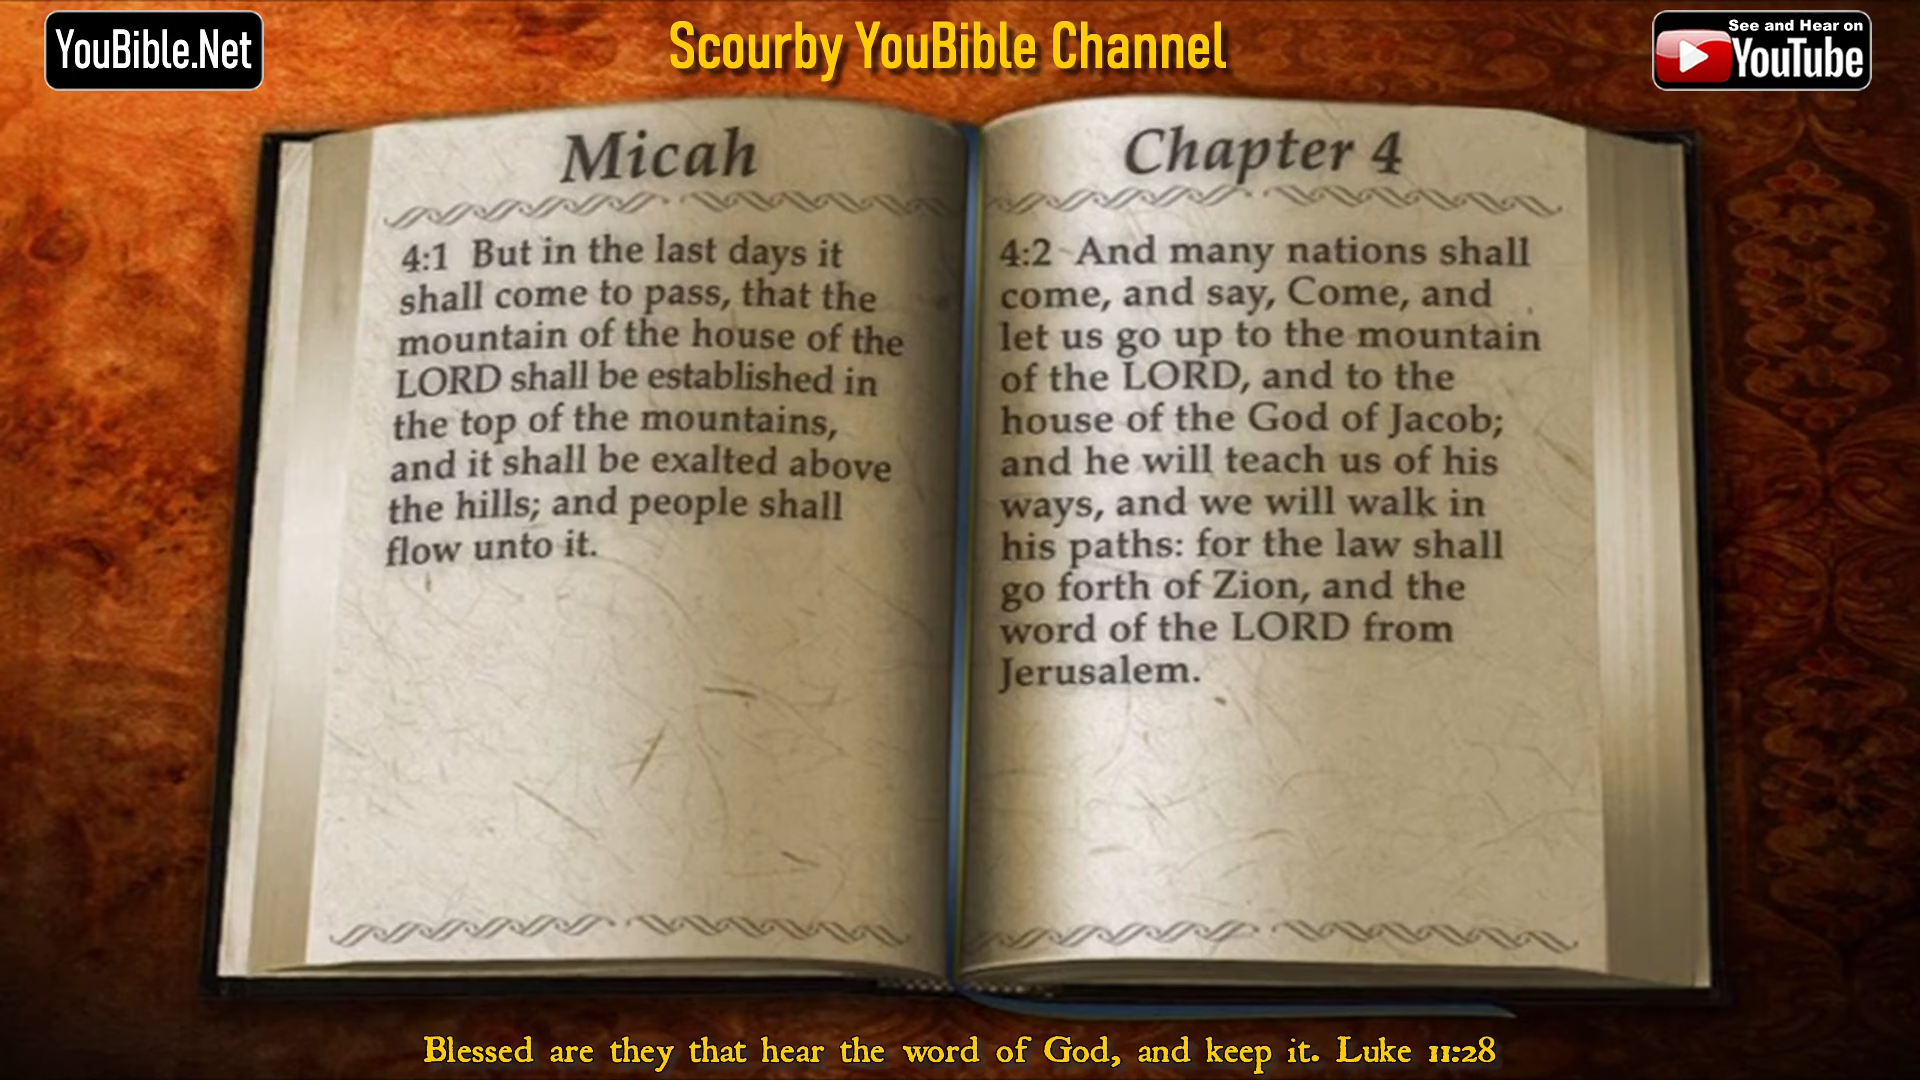 YouBible.Net
Scourby YouBible Channel
See and Hear on
YouTube
Micah
4:1 But in the last days it
shall come to pass, that the
mountain of the house of the
LORD shall be established in
the top of the mountains,
and it shall be exalted above
the hills; and people shall
flow unto it.
Chapter 4
4:2 And many nations shall
come, and say, Come, and
let us go up to the mountain
of the LORD, and to the
house of the God of Jacob;
and he will teach us of his
ways, and we will walk in
his paths: for the law shall
go forth of Zion, and the
word of the LORD from
Jerusalem.
Blessed are they that hear the word of God, and keep it. Luke 11:28